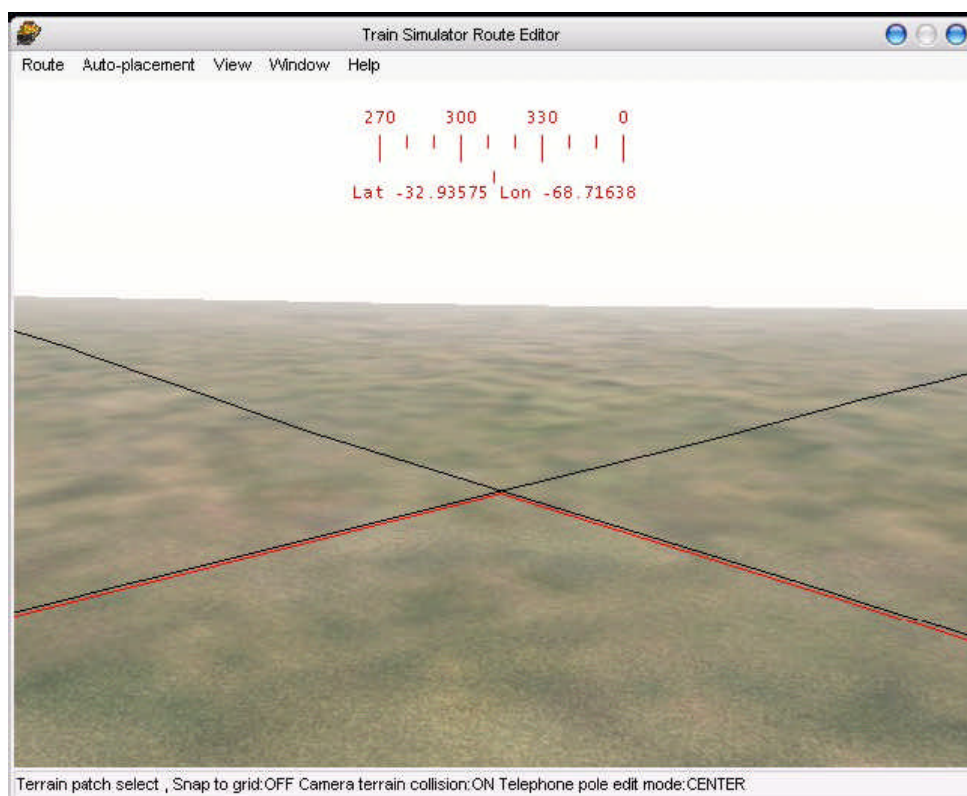 Train Simulator Route Editor
Route Auto-placement View Window Help
270 300 330 0
Lat -32.93575 Lon -68.71638
Terrain patch select , Snap to grid:OFF Camera terrain collision:ON Telephone pole edit mode:CENTER